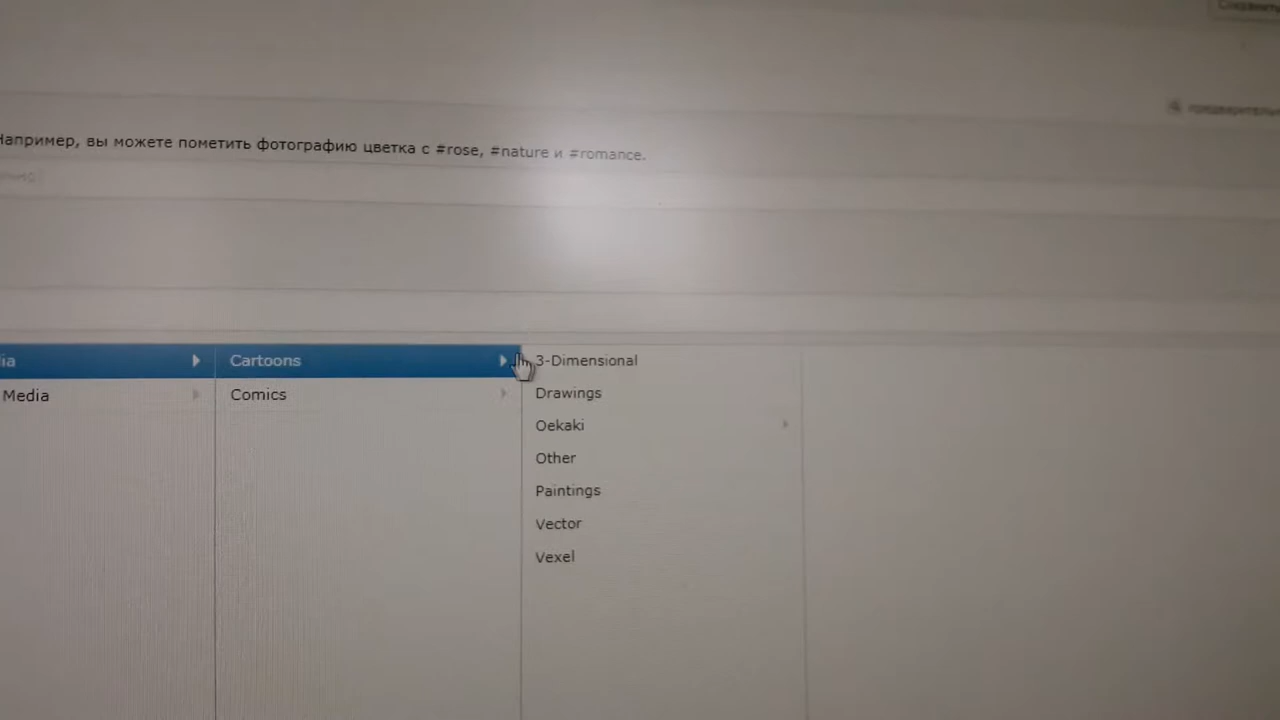 Например, вы можете пометить фотографию цветка с #rose, #nature и #romance.
ia
Cartoons
3-Dimensional
Media
Comics
Drawings
Oekaki
Other
Paintings
Vector
Vexel